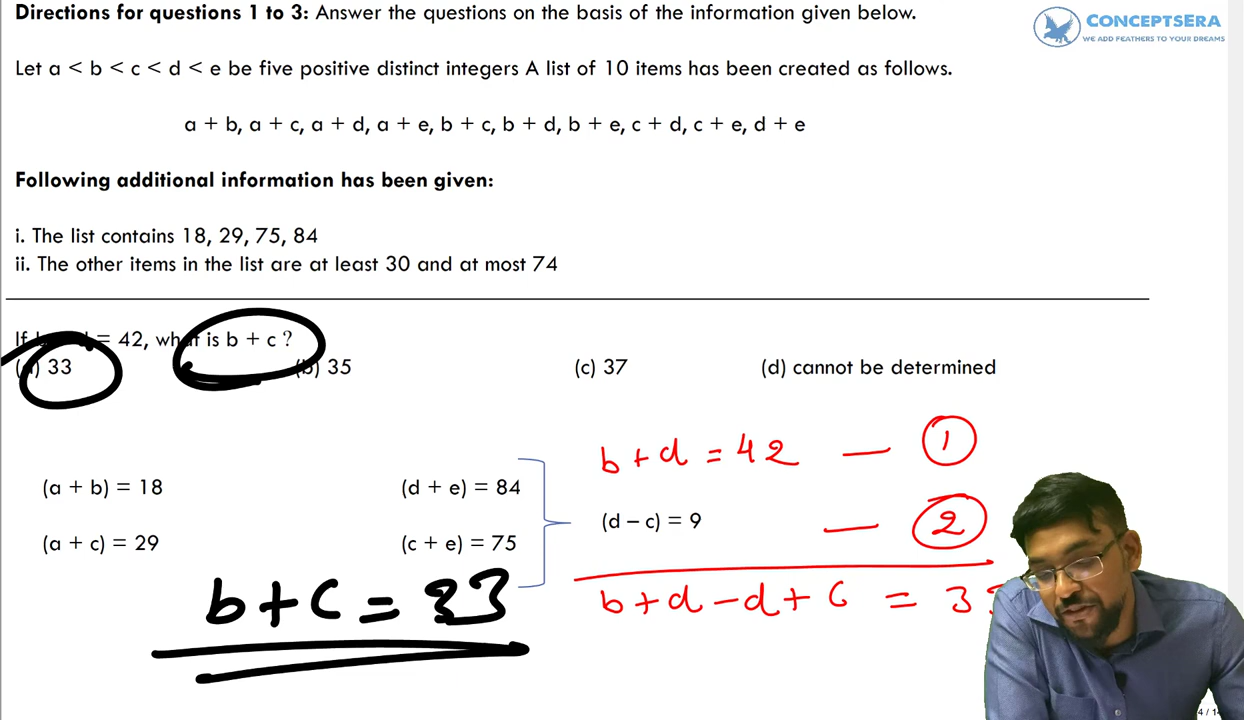 Directions for questions 1 to 3: Answer the questions on the basis of the information given below.
CONCEPTSERA
WE ADD FEATHERS TO YOUR DREAMS
Let a < b < c < d < e be five positive distinct integers A list of 10 items has been created as follows.
a + b, a + c, a + d, a + e, b + c, b + d, b + e, c + d, c + e, d + e
Following additional information has been given:
i. The list contains 18, 29, 75, 84
ii. The other items in the list are at least 30 and at most 74
If = 42, what is b + c ?
33 (b) 35 (c) 37 (d) cannot be determined
b + d = 42 — 1
(a + b) = 18 (d + e) = 84
(d – c) = 9 — 2
(a + c) = 29 (c + e) = 75
b + d - d + c = 3
b + c = 33